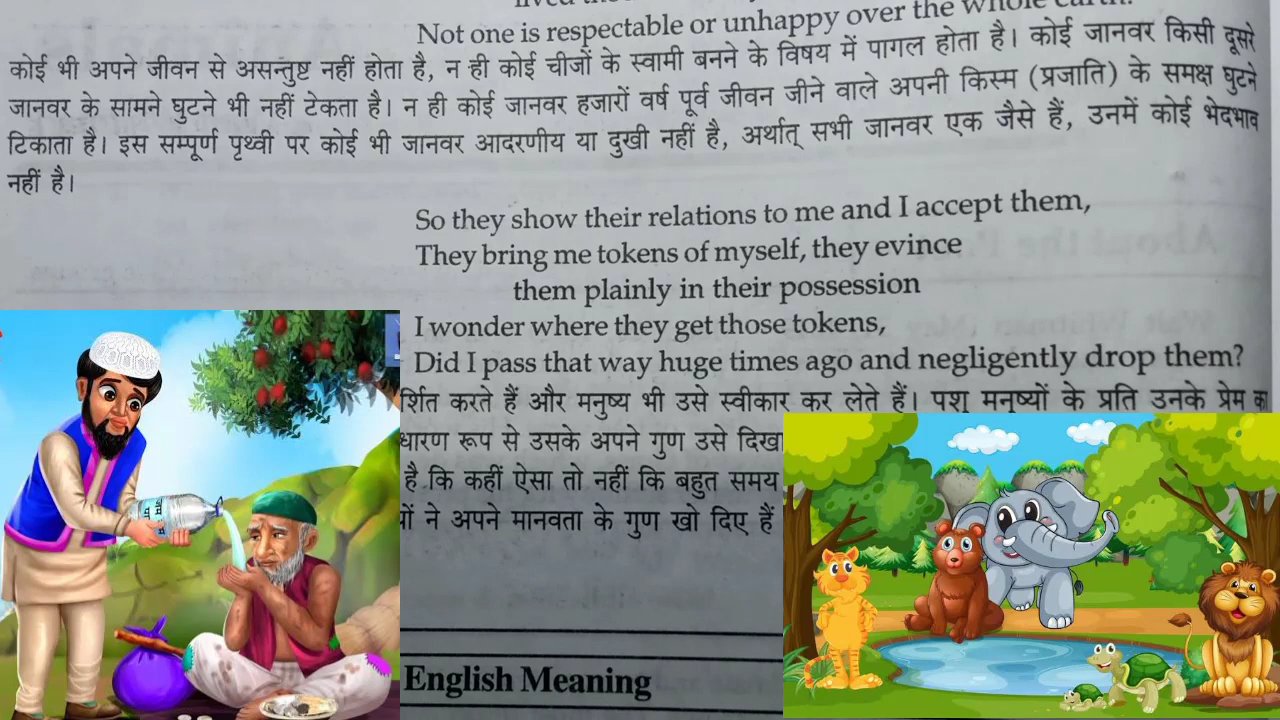 Not one is respectable or unhappy over the whole earth.
कोई भी अपने जीवन से असन्तुष्ट नहीं होता है, न ही कोई चीजों के स्वामी बनने के विषय में पागल होता है। कोई जानवर किसी दूसरे
जानवर के सामने घुटने भी नहीं टेकता है। न ही कोई जानवर हजारों वर्ष पूर्व जीवन जीने वाले अपनी किस्म (प्रजाति) के समक्ष घुटने
टिकाता है। इस सम्पूर्ण पृथ्वी पर कोई भी जानवर आदरणीय या दुखी नहीं है, अर्थात् सभी जानवर एक जैसे हैं, उनमें कोई भेदभाव
नहीं है।
So they show their relations to me and I accept them,
They bring me tokens of myself, they evince
them plainly in their possession
I wonder where they get those tokens,
Did I pass that way huge times ago and negligently drop them?
र्शित करते हैं और मनुष्य भी उसे स्वीकार कर लेते हैं। पशु मनुष्यों के प्रति उनके प्रेम का
धारण रूप से उसके अपने गुण उसे दिखा
है कि कहीं ऐसा तो नहीं कि बहुत समय
ों ने अपने मानवता के गुण खो दिए हैं
English Meaning